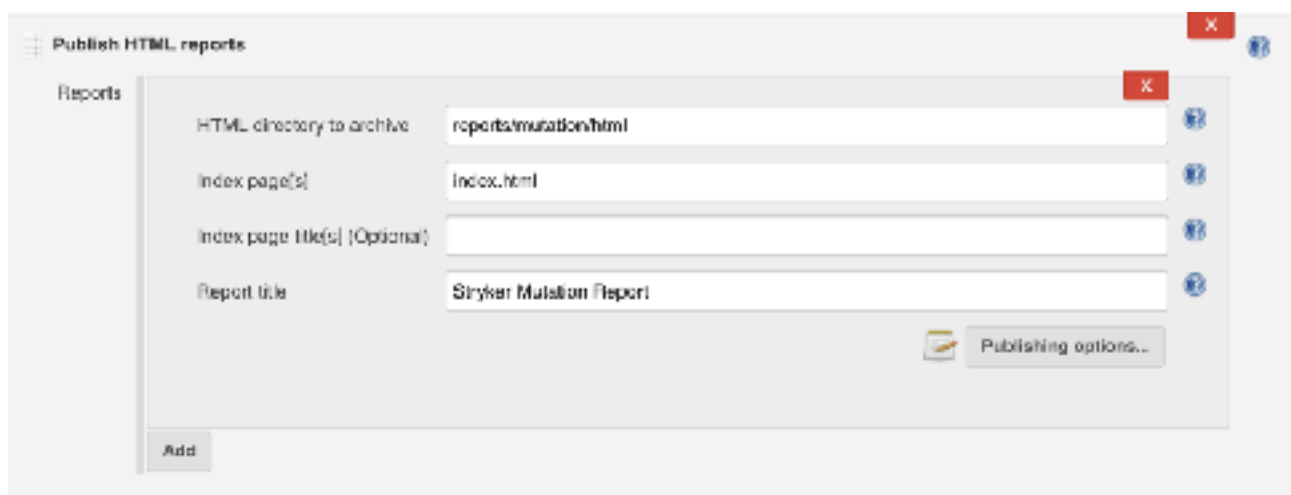 X
Publish HTML reports
Reports
X
HTML directory to archive
reports/mutation/html
Index page[s]
index.html
Index page title[s] (Optional)
Report title
Stryker Mutation Report
Publishing options...
Add